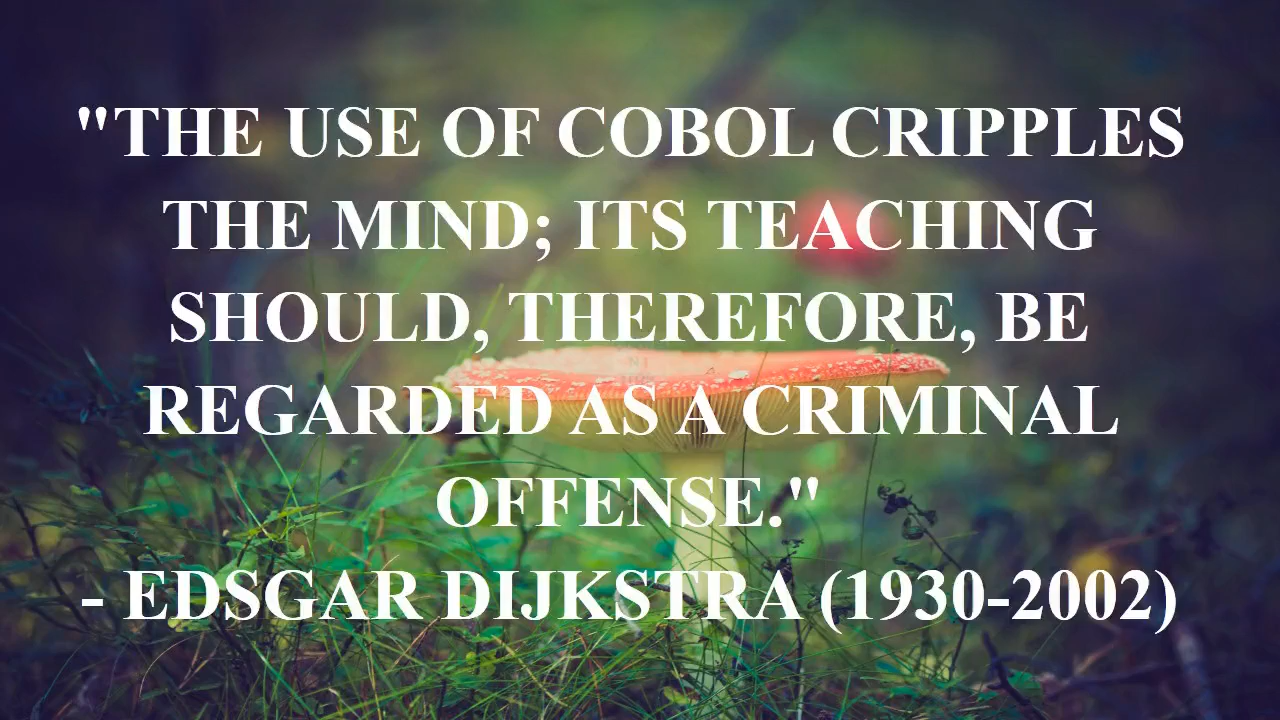 "THE USE OF COBOL CRIPPLES
THE MIND; ITS TEACHING
SHOULD, THEREFORE, BE
REGARDED AS A CRIMINAL
OFFENSE."
- EDSGAR DIJKSTRA (1930-2002)